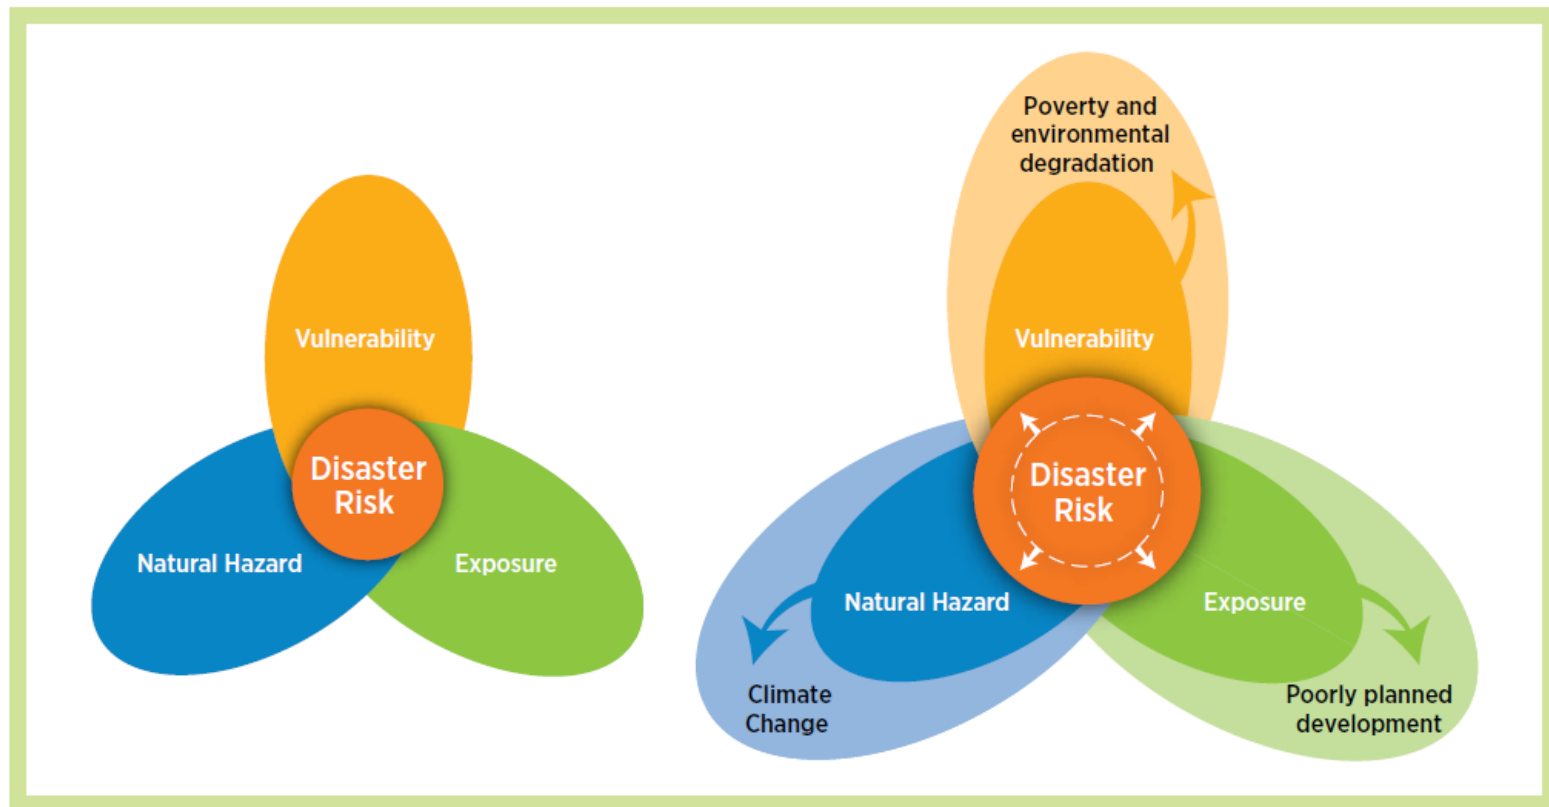 Vulnerability
Disaster
Risk
Natural Hazard
Exposure
Poverty and
environmental
degradation
Vulnerability
Disaster
Risk
Natural Hazard
Exposure
Climate
Change
Poorly planned
development